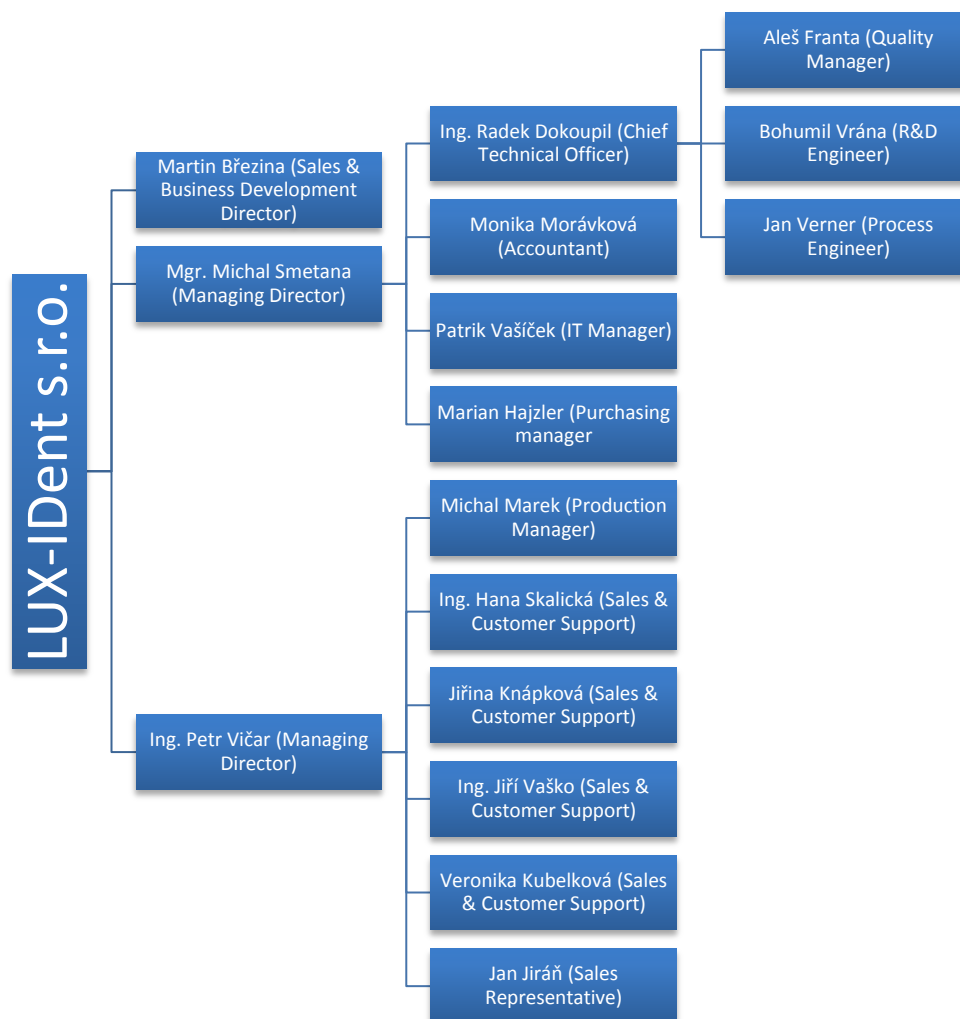 LUX-IDent s.r.o.
Martin Březina (Sales &
Business Development
Director)
Mgr. Michal Smetana
(Managing Director)
Ing. Radek Dokoupil (Chief
Technical Officer)
Aleš Franta (Quality
Manager)
Bohumil Vrána (R&D
Engineer)
Jan Verner (Process
Engineer)
Monika Morávková
(Accountant)
Patrik Vašíček (IT Manager)
Marian Hajzler (Purchasing
manager
Ing. Petr Vičar (Managing
Director)
Michal Marek (Production
Manager)
Ing. Hana Skalická (Sales &
Customer Support)
Jiřina Knápková (Sales &
Customer Support)
Ing. Jiří Vaško (Sales &
Customer Support)
Veronika Kubelková (Sales
& Customer Support)
Jan Jiráň (Sales
Representative)